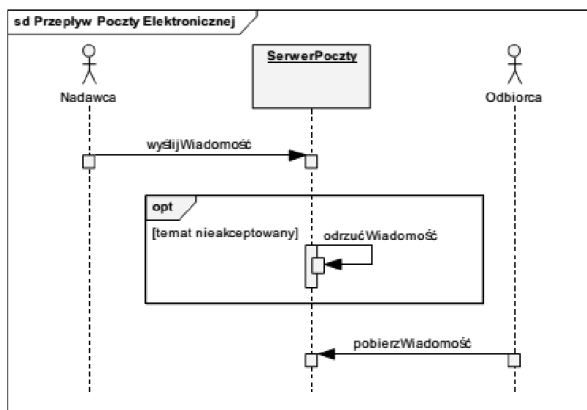 sd Przepływ Poczty Elektronicznej
SerwerPoczty
Nadawca
Odbiorca
wyślijWiadomość
opt
[temat nieakceptowany]
odrzućWiadomość
pobierzWiadomość